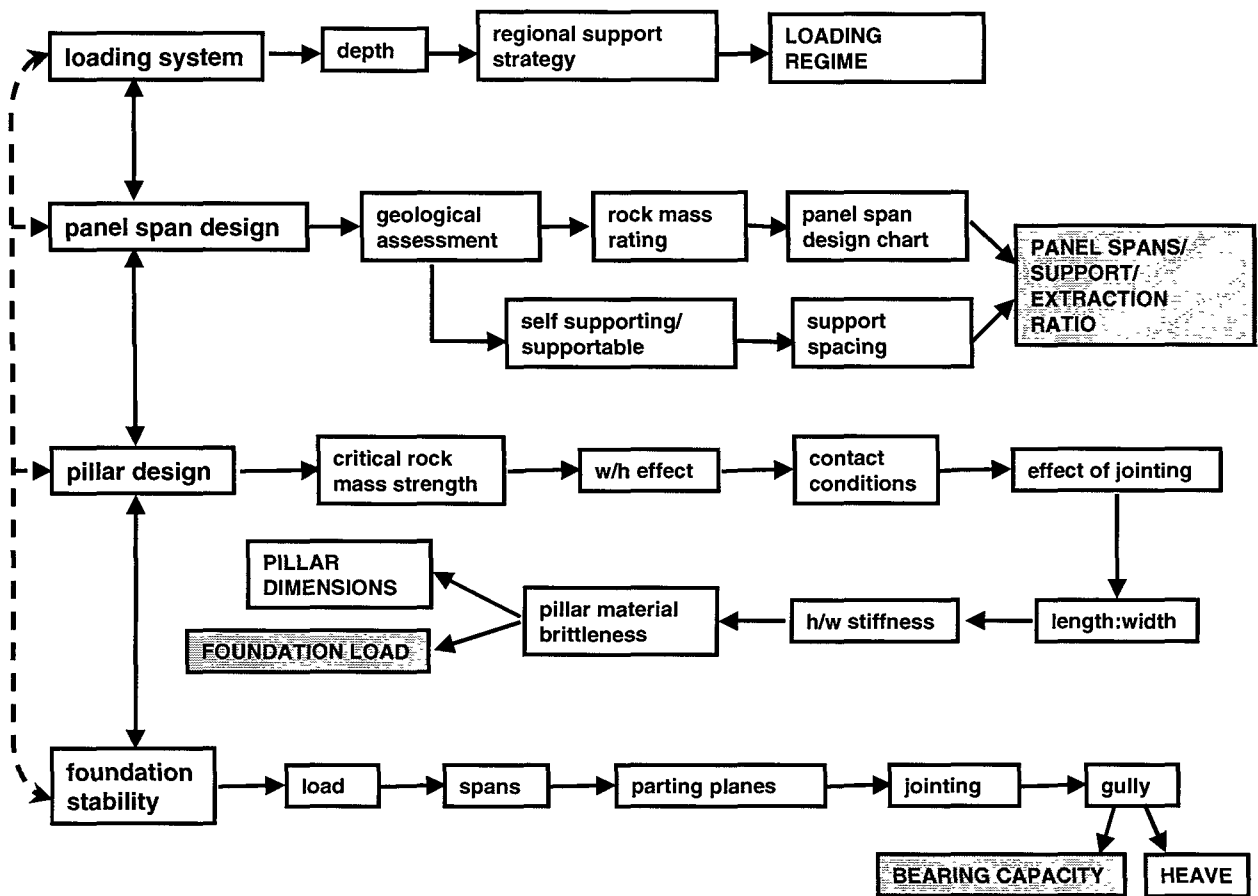 loading system
depth
regional support
strategy
LOADING
REGIME
panel span design
geological
assessment
rock mass
rating
panel span
design chart
PANEL SPANS/
SUPPORT/
EXTRACTION
RATIO
self supporting/
supportable
support
spacing
pillar design
critical rock
mass strength
w/h effect
contact
conditions
effect of jointing
PILLAR
DIMENSIONS
pillar material
brittleness
h/w stiffness
length:width
FOUNDATION LOAD
foundation
stability
load
spans
parting planes
jointing
gully
BEARING CAPACITY
HEAVE